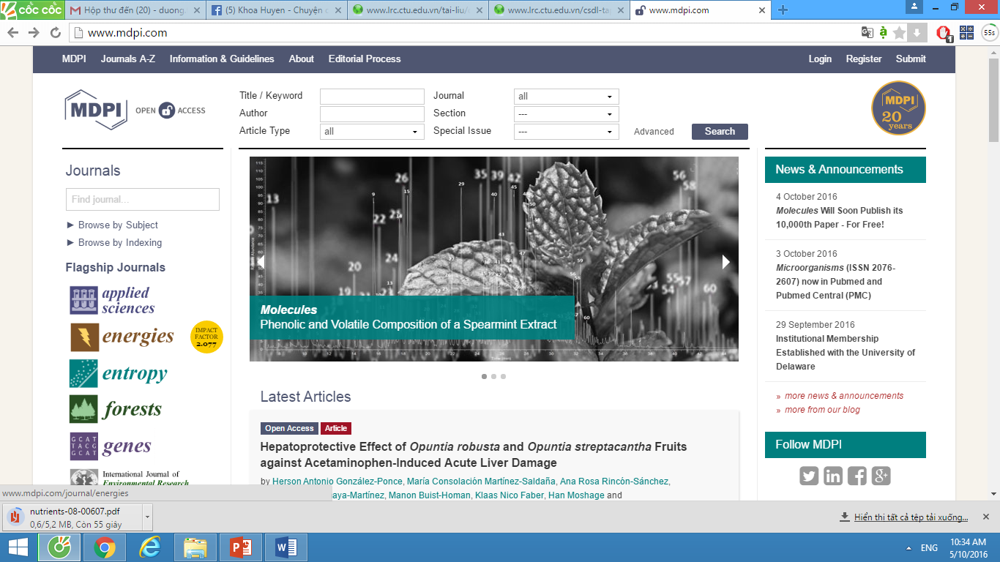 cốc cốc
Hộp thư đến (20) - duong
(5) Khoa Huyen - Chuyện
www.lrc.ctu.edu.vn/tai-liu/
www.lrc.ctu.edu.vn/csdl-ta
www.mdpi.com
www.mdpi.com
1
55s
MDPI Journals A-Z Information & Guidelines About Editorial Process Login Register Submit
MDPI OPEN ACCESS
Title / Keyword Journal all
Author Section ---
Article Type all Special Issue --- Advanced Search
MDPI
20
years
Journals
Find journal...
► Browse by Subject
► Browse by Indexing
Flagship Journals
applied
sciences
energies
IMPACT
FACTOR
2.077
entropy
forests
GCAT
TACG
GCAT
genes
International Journal of
Environmental Research
Molecules
Phenolic and Volatile Composition of a Spearmint Extract
Latest Articles
Open Access Article
Hepatoprotective Effect of Opuntia robusta and Opuntia streptacantha Fruits
against Acetaminophen-Induced Acute Liver Damage
by Herson Antonio González-Ponce, María Consolación Martínez-Saldaña, Ana Rosa Rincòn-Sánchez,
aya-Martínez, Manon Buist-Homan, Klaas Nico Faber, Han Moshage and
News & Announcements
4 October 2016
Molecules Will Soon Publish its
10,000th Paper - For Free!
3 October 2016
Microorganisms (ISSN 2076-
2607) now in Pubmed and
Pubmed Central (PMC)
29 September 2016
Institutional Membership
Established with the University of
Delaware
» more news & announcements
» more from our blog
Follow MDPI
www.mdpi.com/journal/energies
nutrients-08-00607.pdf
0,6/5,2 MB, Còn 55 giây
Hiển thị tất cả tệp tải xuống...
ENG
10:34 AM
5/10/2016